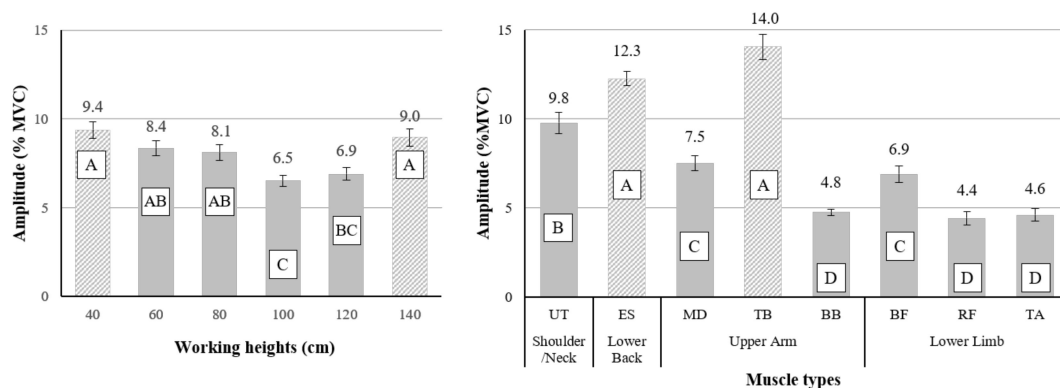 15
10
5
0
Amplitude (% MVC)
9.4
8.4
8.1
6.5
6.9
9.0
A
AB
AB
C
BC
A
40 60 80 100 120 140
Working heights (cm)
15
10
5
0
Amplitude (%MVC)
9.8
12.3
7.5
14.0
4.8
6.9
4.4
4.6
B
A
C
A
D
C
D
D
UT ES MD TB BB BF RF TA
Shoulder
/Neck
Lower
Back
Upper Arm
Lower Limb
Muscle types